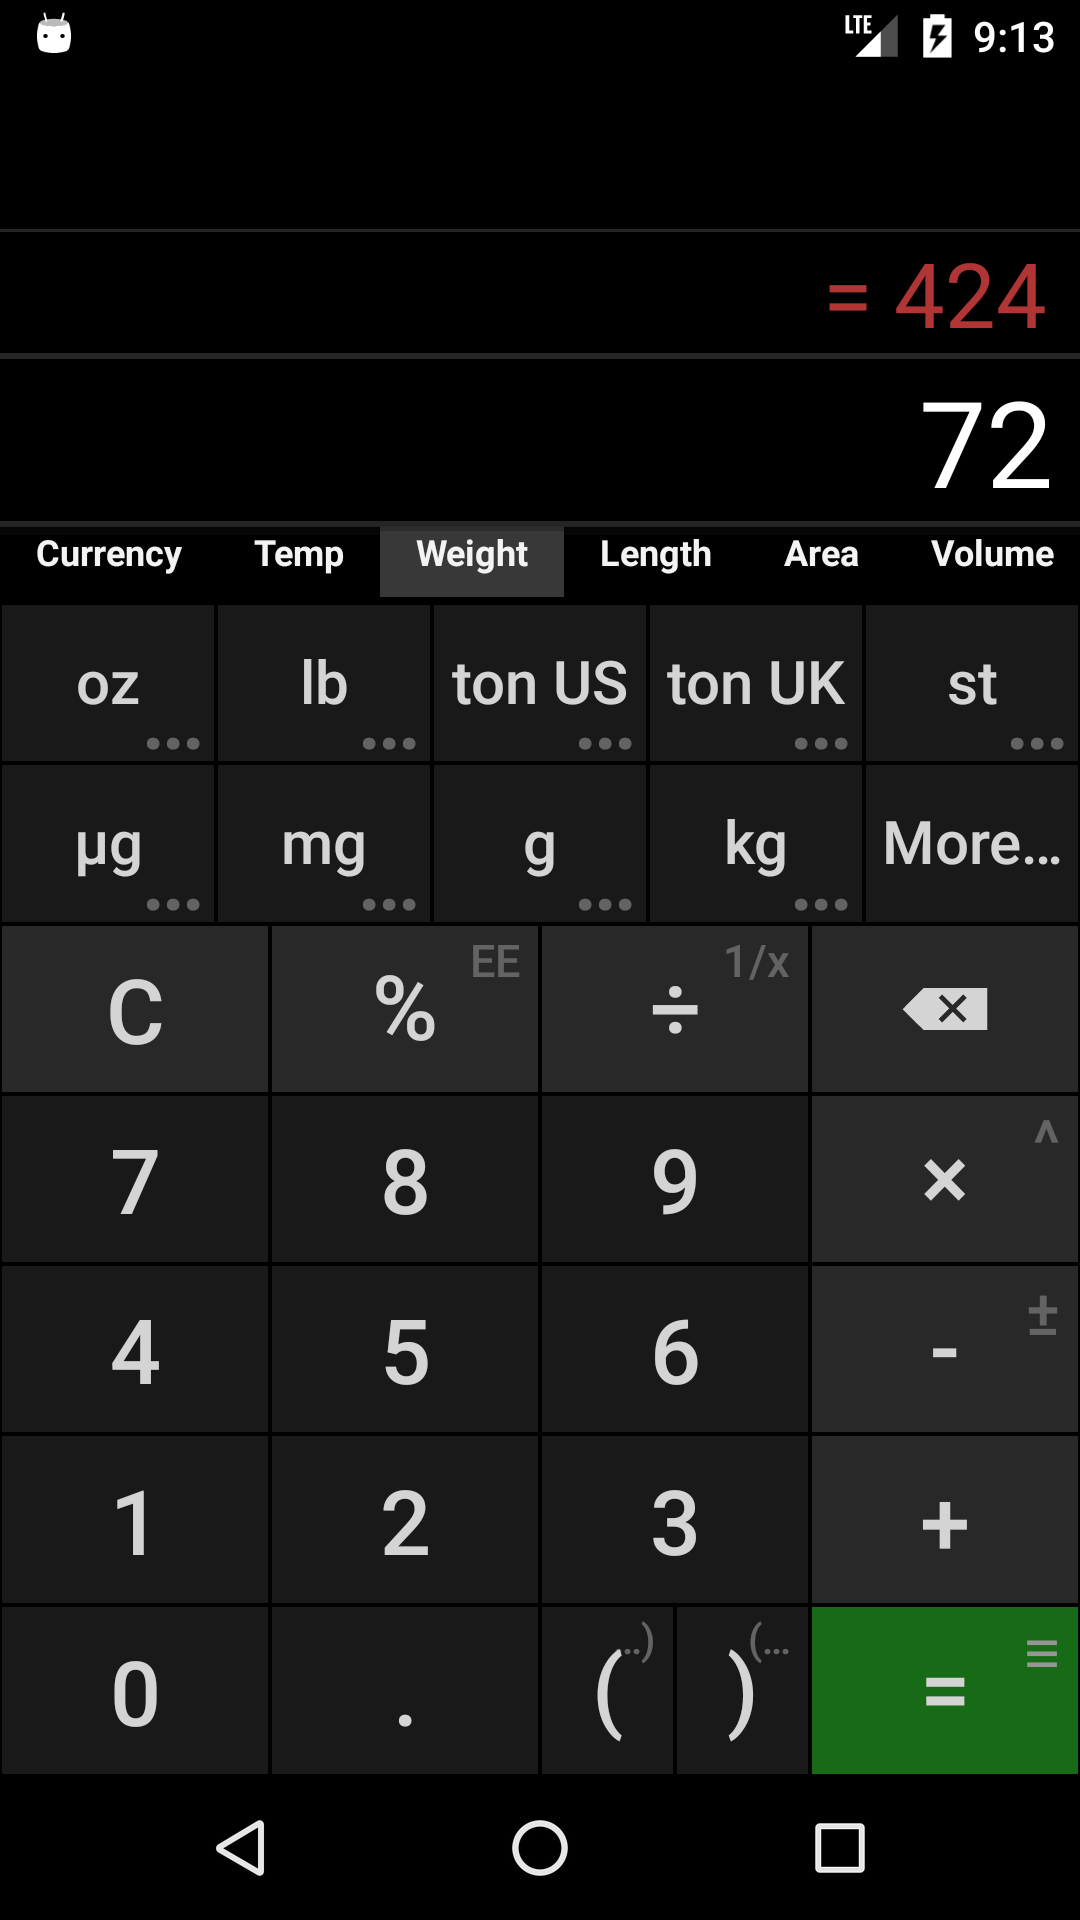 LTE 9:13
= 424
72
Currency Temp Weight Length Area Volume
oz lb ton US ton UK st
µg mg g kg More...
C % EE ÷ 1/x
7 8 9 × ^
4 5 6 - ±
1 2 3 +
0 . ( ..) ) (... = ≡